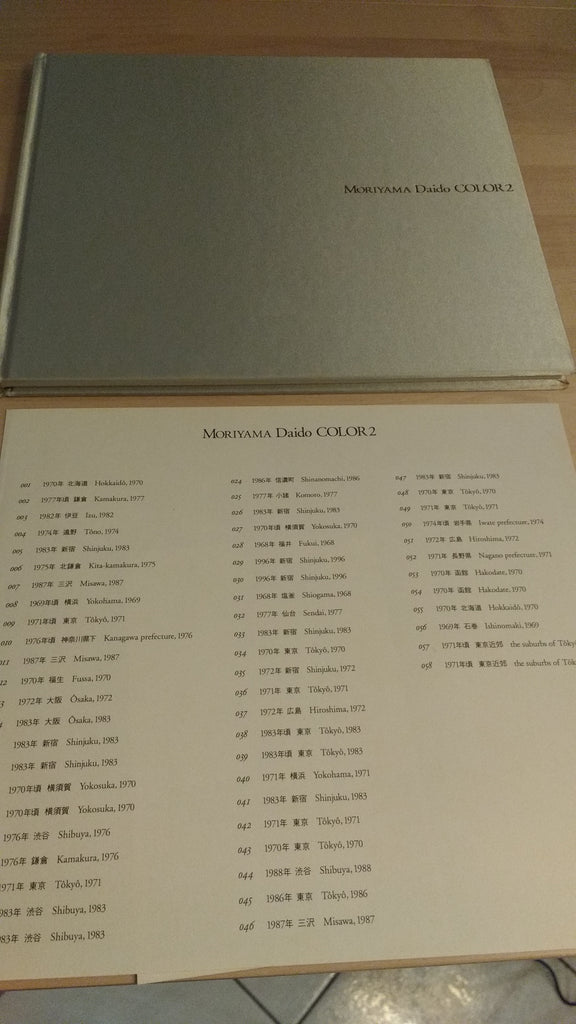 MORIYAMA Daido COLOR2
MORIYAMA Daido COLOR2
001 1970年 北海道 Hokkaidō, 1970
002 1977年頃 鎌倉 Kamakura, 1977
003 1982年 伊豆 Izu, 1982
004 1974年 遠野 Tōno, 1974
005 1983年 新宿 Shinjuku, 1983
006 1975年 北鎌倉 Kita-kamakura, 1975
007 1987年 三沢 Misawa, 1987
008 1969年頃 横浜 Yokohama, 1969
009 1971年頃 東京 Tōkyō, 1971
010 1976年頃 神奈川県下 Kanagawa prefecture, 1976
011 1987年 三沢 Misawa, 1987
12 1970年 福生 Fussa, 1970
3 1972年 大阪 Ōsaka, 1972
4 1983年 大阪 Ōsaka, 1983
1983年 新宿 Shinjuku, 1983
1983年 新宿 Shinjuku, 1983
1970年頃 横須賀 Yokosuka, 1970
1970年頃 横須賀 Yokosuka, 1970
1976年 渋谷 Shibuya, 1976
1976年 鎌倉 Kamakura, 1976
1971年 東京 Tōkyō, 1971
983年 渋谷 Shibuya, 1983
983年 渋谷 Shibuya, 1983
024 1986年 信濃町 Shinanomachi, 1986
025 1977年 小諸 Komoro, 1977
026 1983年 新宿 Shinjuku, 1983
027 1970年頃 横須賀 Yokosuka, 1970
028 1968年 福井 Fukui, 1968
029 1996年 新宿 Shinjuku, 1996
030 1996年 新宿 Shinjuku, 1996
031 1968年 塩釜 Shiogama, 1968
032 1977年 仙台 Sendai, 1977
033 1983年 新宿 Shinjuku, 1983
034 1970年 東京 Tōkyō, 1970
035 1972年 新宿 Shinjuku, 1972
036 1971年 東京 Tōkyō, 1971
037 1972年 広島 Hiroshima, 1972
038 1983年頃 東京 Tōkyō, 1983
039 1983年頃 東京 Tōkyō, 1983
040 1971年 横浜 Yokohama, 1971
041 1983年 新宿 Shinjuku, 1983
042 1971年 東京 Tōkyō, 1971
043 1970年 東京 Tōkyō, 1970
044 1988年 渋谷 Shibuya, 1988
045 1986年 東京 Tōkyō, 1986
046 1987年 三沢 Misawa, 1987
047 1983年 新宿 Shinjuku, 1983
048 1970年 東京 Tōkyō, 1970
049 1971年 東京 Tōkyō, 1971
050 1974年頃 岩手県 Iwate prefecture, 1974
051 1972年 広島 Hiroshima, 1972
052 1971年 長野県 Nagano prefecture, 1971
053 1970年 函館 Hakodate, 1970
054 1970年 函館 Hakodate, 1970
055 1970年 北海道 Hokkaidō, 1970
056 1969年 石巻 Ishinomaki, 1969
057 1971年頃 東京近郊 the suburbs of Tōky
058 1971年頃 東京近郊 the suburbs of Tōk